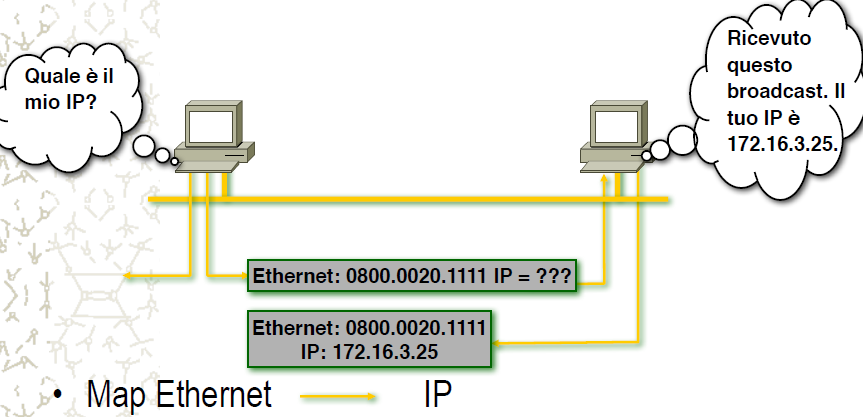 Quale è il
mio IP?
Ricevuto
questo
broadcast. Il
tuo IP è
172.16.3.25.
Ethernet: 0800.0020.1111 IP = ???
Ethernet: 0800.0020.1111
IP: 172.16.3.25
• Map Ethernet IP